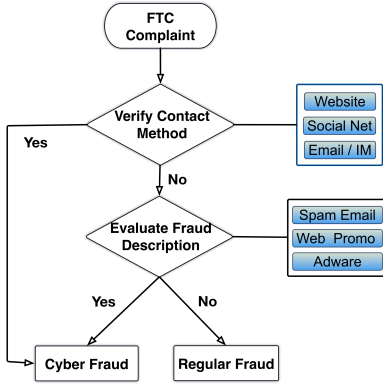 FTC
Complaint
Verify Contact
Method
Website
Social Net
Email / IM
Yes
No
Evaluate Fraud
Description
Spam Email
Web Promo
Adware
Yes
No
Cyber Fraud
Regular Fraud